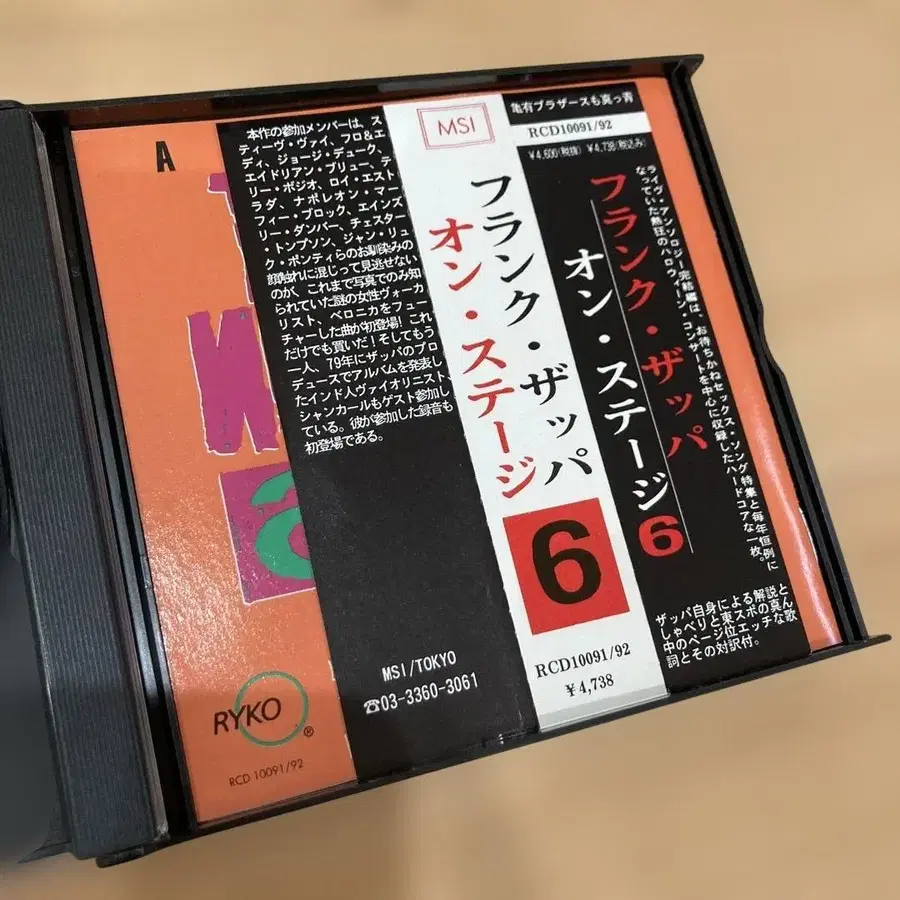 A
RYKO
®
RCD 10091/92
本作の参加メンバーは、ス
ティーヴ・ヴァイ、フロ&エ
ディ、ジョージ・デューク、
エイドリアン・ブリュー、テ
リー・ボジオ、ロイ・エスト
ラダ、ナポレオン・マー
フィー・ブロック、エインズ
リー・ダンバー、チェスター
・トンプソン、ジャン・リュ
ク・ポンティらのお馴染みの
顔触れに混じって見逃せない
のが、これまで写真でのみ知
られていた謎の女性ヴォーカ
リスト、ベロニカをフュー
チャーした曲が初登場!これ
だけでも買いだ!そしてもう
一人、79年にザッパのプロ
デュースでアルバムを発表し
たインド人ヴァイオリニスト、
シャンカールもゲスト参加し
ている。彼が参加した録音も
初登場である。
MSI/TOKYO
☎03-3360-3061
MSI
フランク・ザッパ
オン・ステージ
6
RCD10091/92
¥4,738
亀有ブラザースも真っ青
RCD10091/92
¥4,600(税抜) ¥4,738(税込み)
ライヴ・アンソロジー完結編は、お待ちかねセックス・ソング特集と毎年恒例に
なっていた熱狂のハロウィーン・コンサートを中心に収録したハードコアな一枚。
フランク・ザッパ
オン・ステージ6
ザッパ自身による解説と
しゃべりと東スポの真ん
中のページ位エッチな歌
詞とその対訳付。